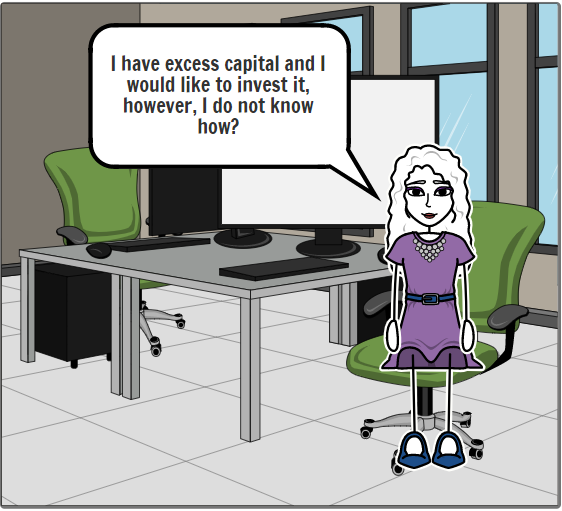 I have excess capital and I
would like to invest it,
however, I do not know
how?